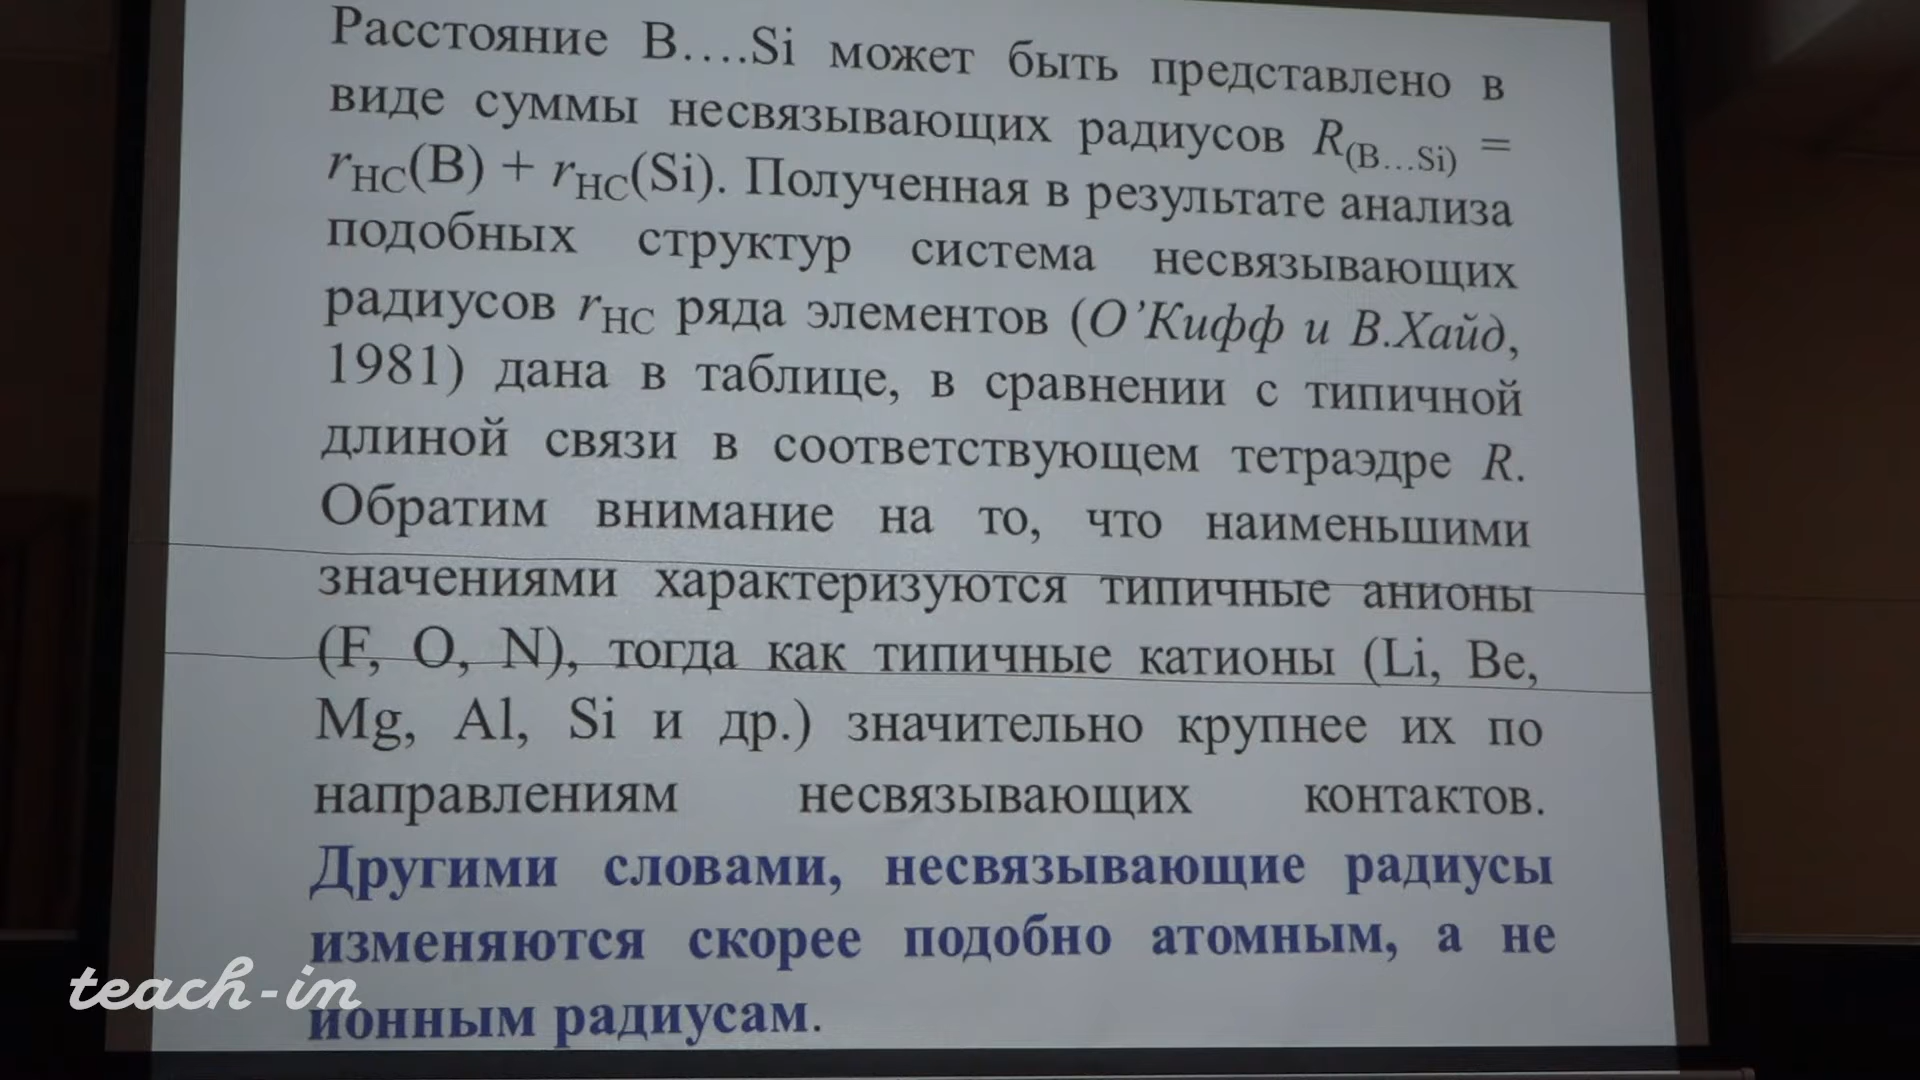 Расстояние B….Si может быть представлено в
виде суммы несвязывающих радиусов R(B…Si) =
rНС(B) + rНС(Si). Полученная в результате анализа
подобных структур система несвязывающих
радиусов rНС ряда элементов (О’Кифф и В.Хайд,
1981) дана в таблице, в сравнении с типичной
длиной связи в соответствующем тетраэдре R.
Обратим внимание на то, что наименьшими
значениями характеризуются типичные анионы
(F, O, N), тогда как типичные катионы (Li, Be,
Mg, Al, Si и др.) значительно крупнее их по
направлениям несвязывающих контактов.
Другими словами, несвязывающие радиусы
изменяются скорее подобно атомным, а не
ионным радиусам.
teach-in